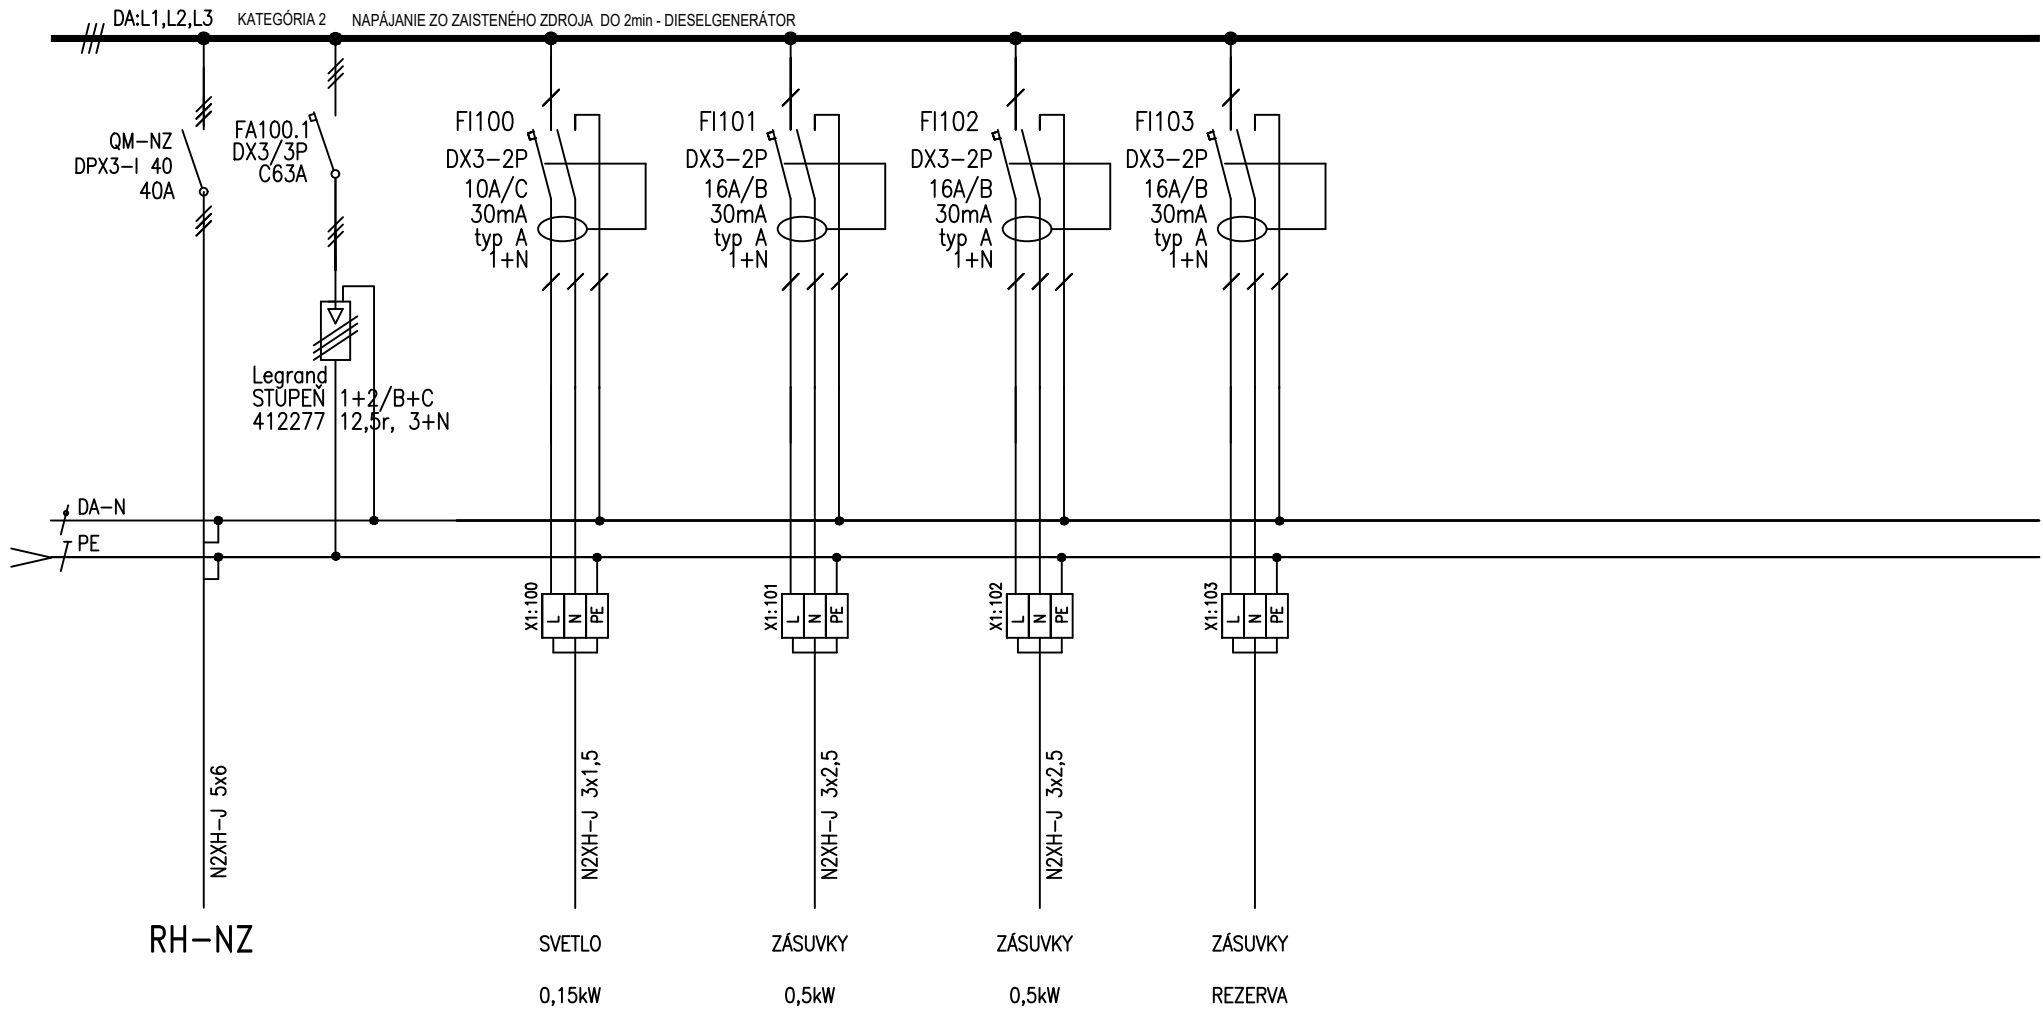 DA:L1,L2,L3 KATEGÓRIA 2 NAPÁJANIE ZO ZAISTENÉHO ZDROJA DO 2min - DIESELGENERÁTOR
QM-NZ
DPX3-I 40
40A
FA100.1
DX3/3P
C63A
FI100
DX3-2P
10A/C
30mA
typ A
1+N
FI101
DX3-2P
16A/B
30mA
typ A
1+N
FI102
DX3-2P
16A/B
30mA
typ A
1+N
FI103
DX3-2P
16A/B
30mA
typ A
1+N
Legrand
STUPEŇ 1+2/B+C
412277 12,5r, 3+N
DA-N
PE
X1:100
L N PE
X1:101
L N PE
X1:102
L N PE
X1:103
L N PE
N2XH-J 5x6
N2XH-J 3x1,5
N2XH-J 3x2,5
N2XH-J 3x2,5
RH-NZ
SVETLO
0,15kW
ZÁSUVKY
0,5kW
ZÁSUVKY
0,5kW
ZÁSUVKY
REZERVA